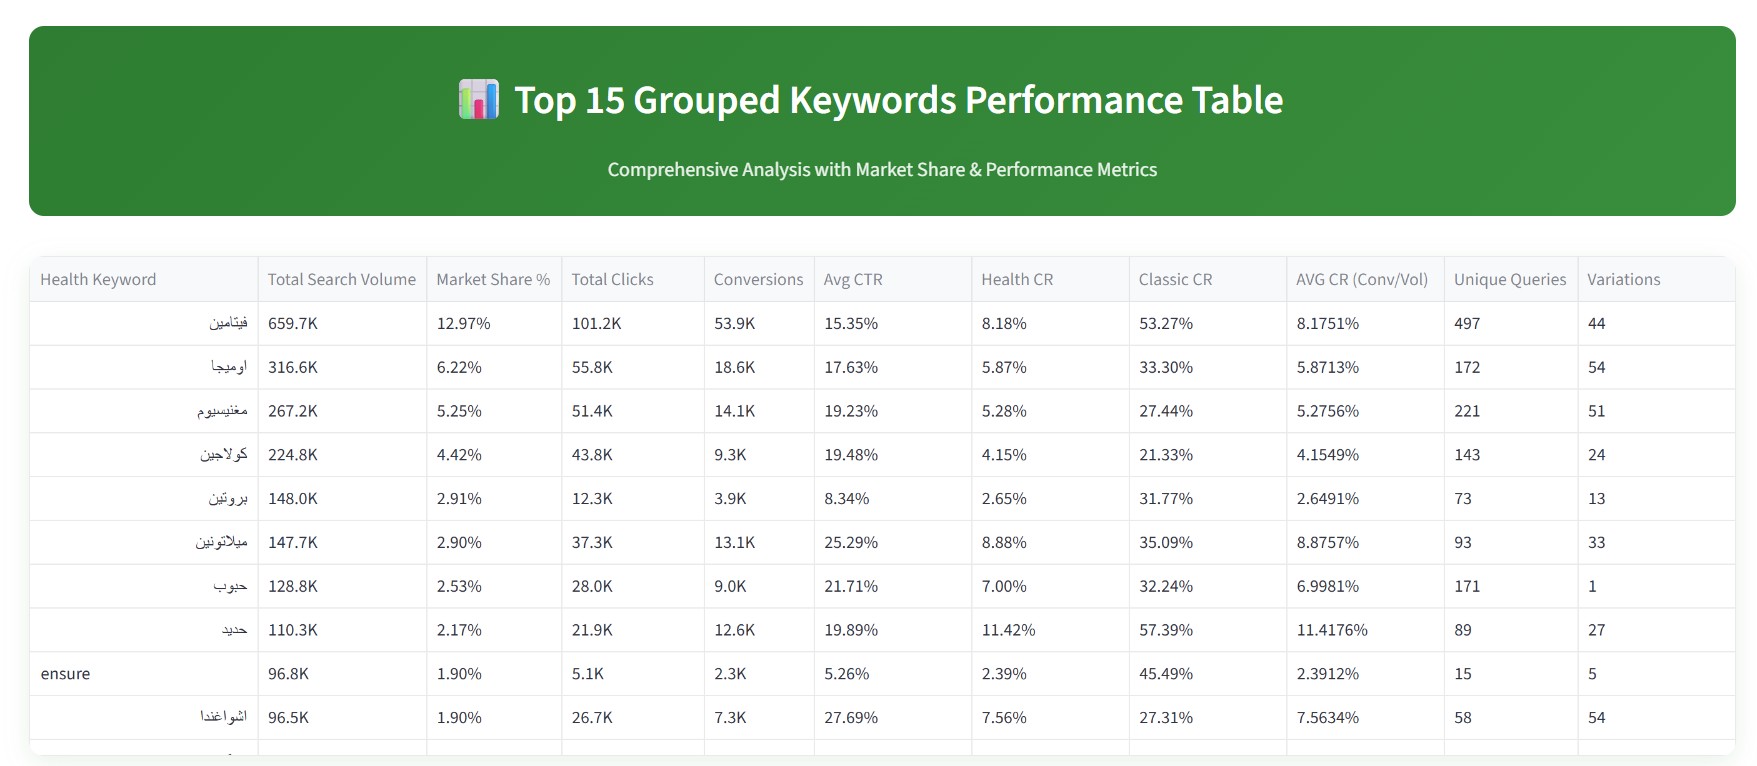 📊 Top 15 Grouped Keywords Performance Table
Comprehensive Analysis with Market Share & Performance Metrics
Health Keyword Total Search Volume Market Share % Total Clicks Conversions Avg CTR Health CR Classic CR AVG CR (Conv/Vol) Unique Queries Variations
فيتامين 659.7K 12.97% 101.2K 53.9K 15.35% 8.18% 53.27% 8.1751% 497 44
اوميجا 316.6K 6.22% 55.8K 18.6K 17.63% 5.87% 33.30% 5.8713% 172 54
مغنيسيوم 267.2K 5.25% 51.4K 14.1K 19.23% 5.28% 27.44% 5.2756% 221 51
كولاجين 224.8K 4.42% 43.8K 9.3K 19.48% 4.15% 21.33% 4.1549% 143 24
بروتين 148.0K 2.91% 12.3K 3.9K 8.34% 2.65% 31.77% 2.6491% 73 13
ميلاتونين 147.7K 2.90% 37.3K 13.1K 25.29% 8.88% 35.09% 8.8757% 93 33
حبوب 128.8K 2.53% 28.0K 9.0K 21.71% 7.00% 32.24% 6.9981% 171 1
حديد 110.3K 2.17% 21.9K 12.6K 19.89% 11.42% 57.39% 11.4176% 89 27
ensure 96.8K 1.90% 5.1K 2.3K 5.26% 2.39% 45.49% 2.3912% 15 5
اشواغندا 96.5K 1.90% 26.7K 7.3K 27.69% 7.56% 27.31% 7.5634% 58 54